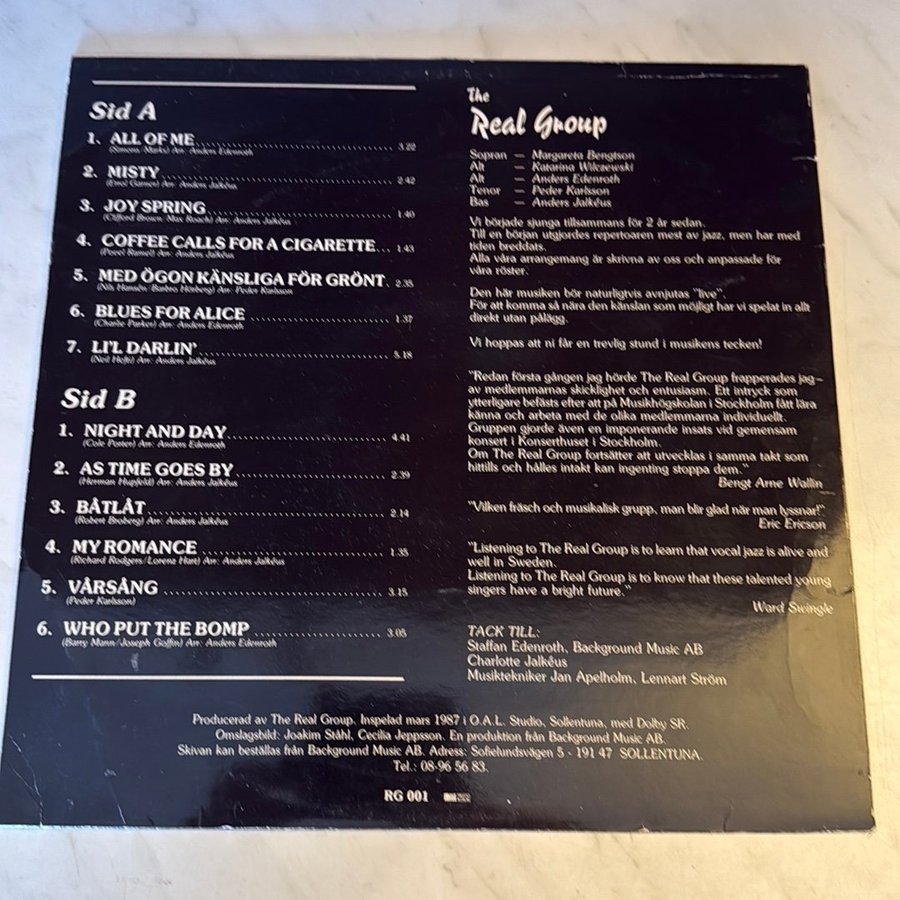 Sid A
1. ALL OF ME 3.22
(Simons/Marks) Arr: Anders Edenroth
2. MISTY 2.42
(Errol Garner) Arr: Anders Jalkéus
3. JOY SPRING 1.40
(Clifford Brown/Max Roach) Arr: Anders Jalkéus
4. COFFEE CALLS FOR A CIGARETTE... 1.43
(Povel Ramel) Arr: Anders Jalkéus
5. MED ÖGON KÄNSLIGA FÖR GRÖNT. 2.35
(Nils Hansén/Barbro Hörberg) Arr: Peder Karlsson
6. BLUES FOR ALICE 1.37
(Charlie Parker) Arr: Anders Edenroth
7. LI'L DARLIN' 5.18
(Neil Hefti) Arr: Anders Jalkéus
Sid B
1. NIGHT AND DAY 4.41
(Cole Porter) Arr: Anders Edenroth
2. AS TIME GOES BY 2.39
(Herman Hupfeld) Arr: Anders Jalkéus
3. BÅTLÅT 2.14
(Robert Broberg) Arr: Anders Jalkéus
4. MY ROMANCE 1.35
(Richard Rodgers/Lorenz Hart) Arr: Anders Jalkéus
5. VÅRSÅNG 3.15
(Peder Karlsson)
6. WHO PUT THE BOMP 3.05
(Barry Mann/Joseph Goffin) Arr: Anders Edenroth
The
Real Group
Sopran — Margareta Bengtson
Alt — Katarina Wilczewski
Alt — Anders Edenroth
Tenor — Peder Karlsson
Bas — Anders Jalkéus
Vi började sjunga tillsammans för 2 år sedan.
Till en början utgjordes repertoaren mest av jazz, men har med
tiden breddats.
Alla våra arrangemang är skrivna av oss och anpassade för
våra röster.
Den här musiken bör naturligtvis avnjutas "live".
För att komma så nära den känslan som möjligt har vi spelat in allt
direkt utan pålägg.
Vi hoppas att ni får en trevlig stund i musikens tecken!
"Redan första gången jag hörde The Real Group frapperades jag—
av medlemmarnas skicklighet och entusiasm. Ett intryck som
ytterligare befästs efter att på Musikhögskolan i Stockholm fått lära
känna och arbeta med de olika medlemmarna individuellt.
Gruppen gjorde även en imponerande insats vid gemensam
konsert i Konserthuset i Stockholm.
Om The Real Group fortsätter att utvecklas i samma takt som
hittills och hålles intakt kan ingenting stoppa dem."
Bengt Arne Wallin
"Vilken fräsch och musikalisk grupp, man blir glad när man lyssnar!"
Eric Ericson
"Listening to The Real Group is to learn that vocal jazz is alive and
well in Sweden.
Listening to The Real Group is to know that these talented young
singers have a bright future."
Ward Swingle
TACK TILL:
Staffan Edenroth, Background Music AB
Charlotte Jalkéus
Musiktekniker Jan Apelholm, Lennart Ström
Producerad av The Real Group. Inspelad mars 1987 i O.A.L. Studio, Sollentuna, med Dolby SR.
Omslagsbild: Joakim Ståhl, Cecilia Jeppsson. En produktion från Background Music AB.
Skivan kan beställas från Background Music AB. Adress: Sofielundsvägen 5 - 191 47 SOLLENTUNA.
Tel.: 08-96 56 83.
RG 001